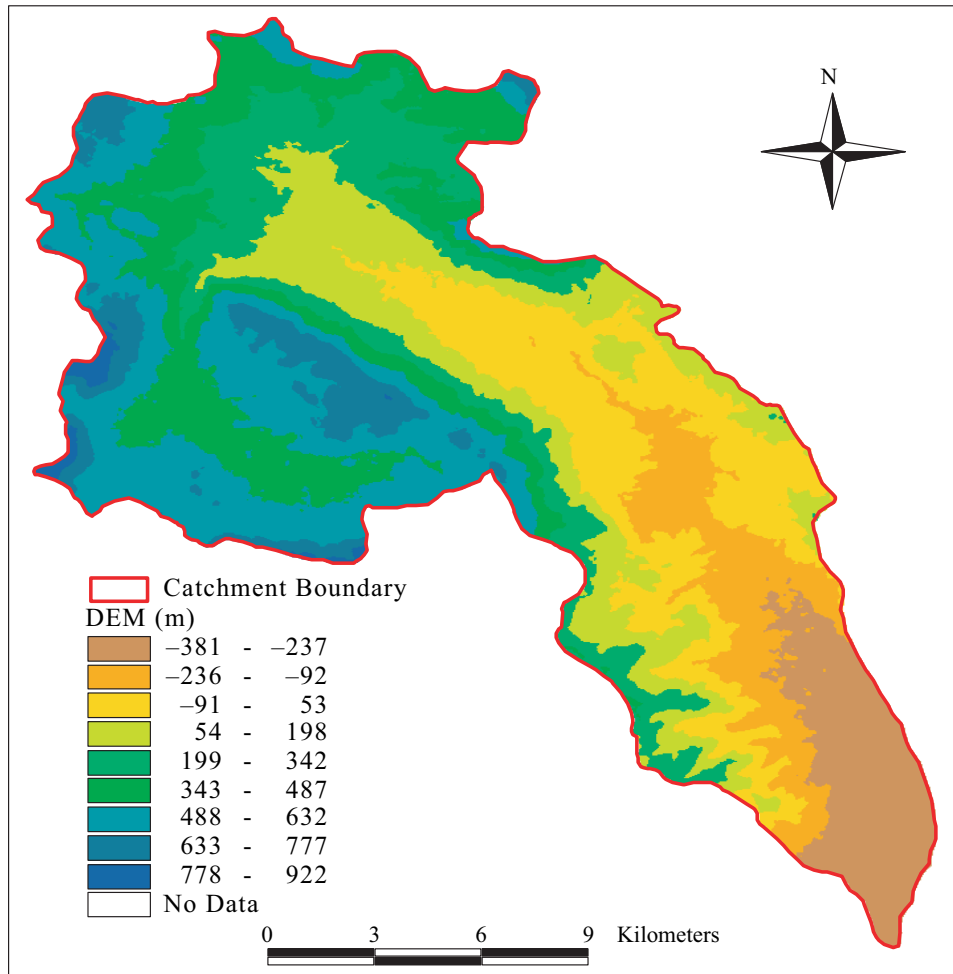 N
Catchment Boundary
DEM (m)
–381 - –237
–236 - –92
–91 - 53
54 - 198
199 - 342
343 - 487
488 - 632
633 - 777
778 - 922
No Data
0 3 6 9 Kilometers